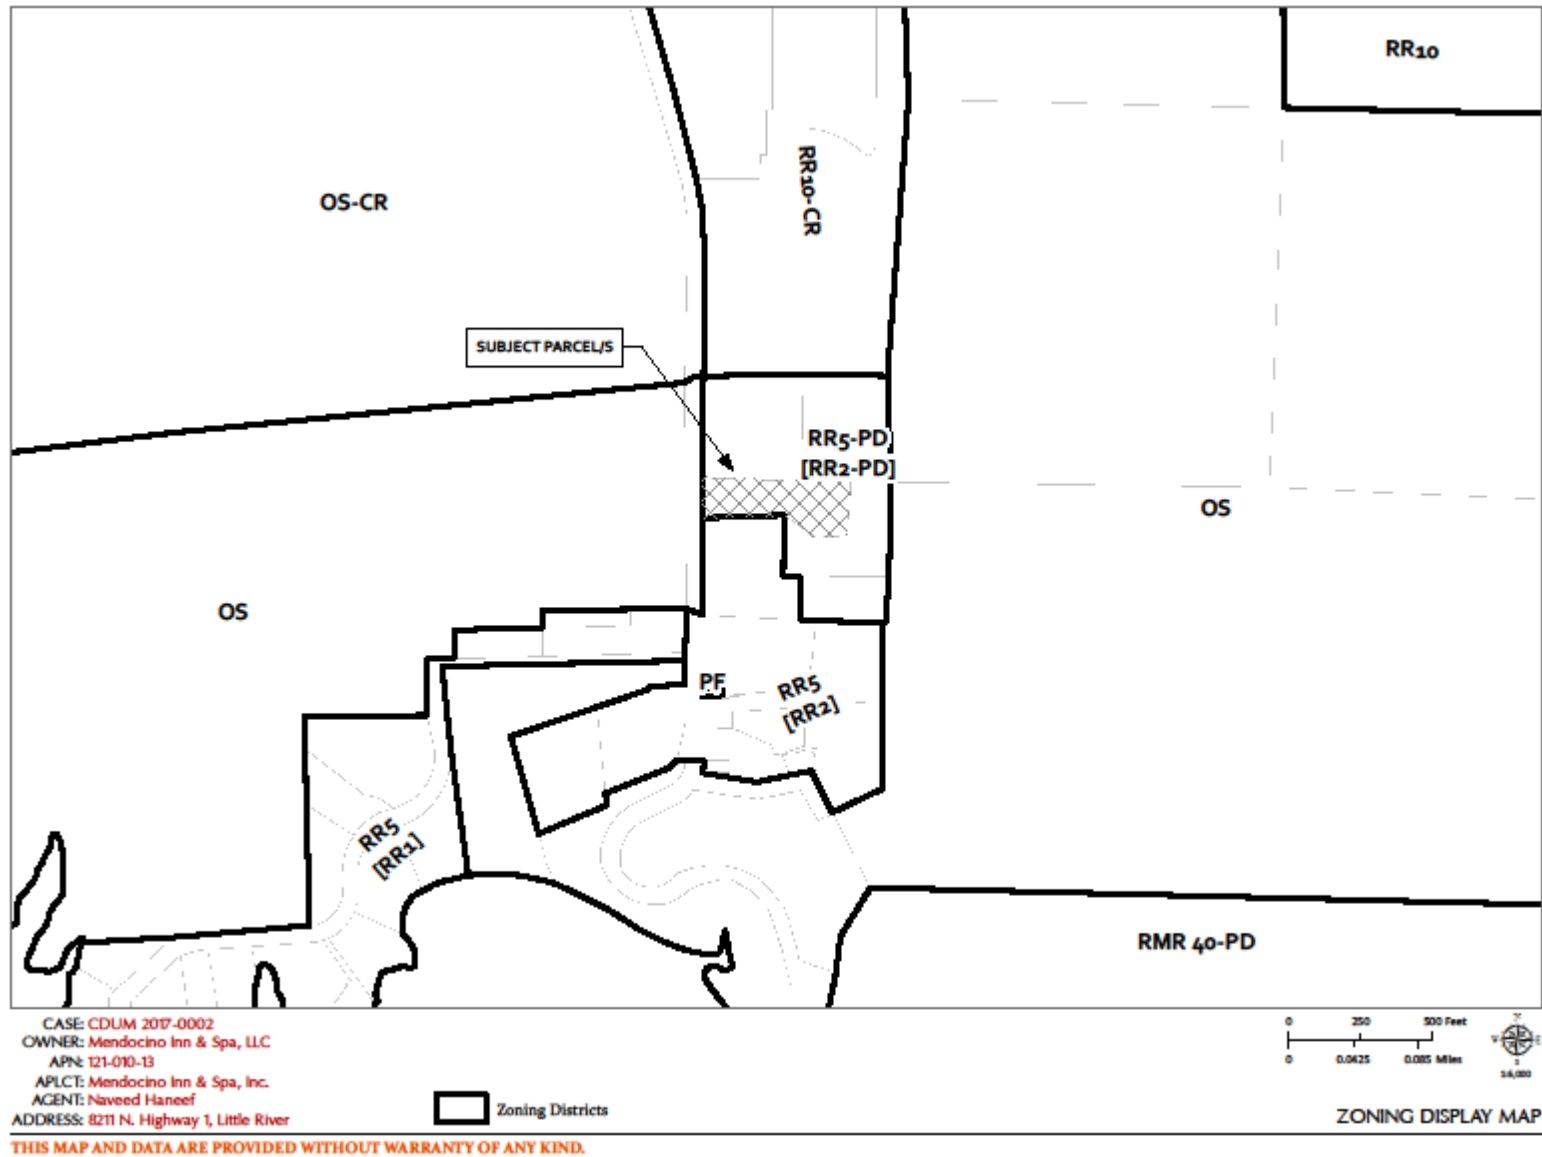 RR10
OS-CR
RR10-CR
SUBJECT PARCEL/S
RR5-PD
[RR2-PD]
OS
OS
PF
RR5
[RR2]
RR5
[RR1]
RMR 40-PD
CASE: CDUM 2017-0002
OWNER: Mendocino Inn & Spa, LLC
APN: 121-010-13
APLCT: Mendocino Inn & Spa, Inc.
AGENT: Naveed Haneef
ADDRESS: 8211 N. Highway 1, Little River
Zoning Districts
0 250 500 Feet
0 0.0425 0.085 Miles
1:6,000
ZONING DISPLAY MAP
THIS MAP AND DATA ARE PROVIDED WITHOUT WARRANTY OF ANY KIND.